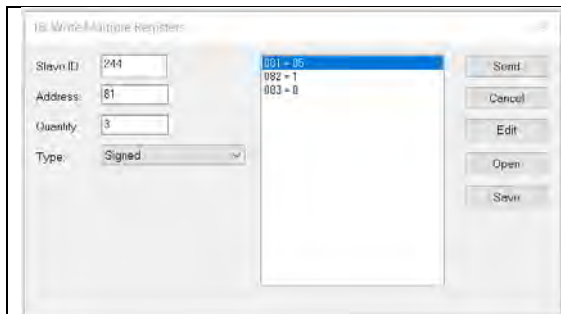 16: Write Multiple Registers
Slave ID: 244
Address: 81
Quantity: 3
Type: Signed
081 = 85
082 = 1
083 = 0
Send
Cancel
Edit
Open
Save